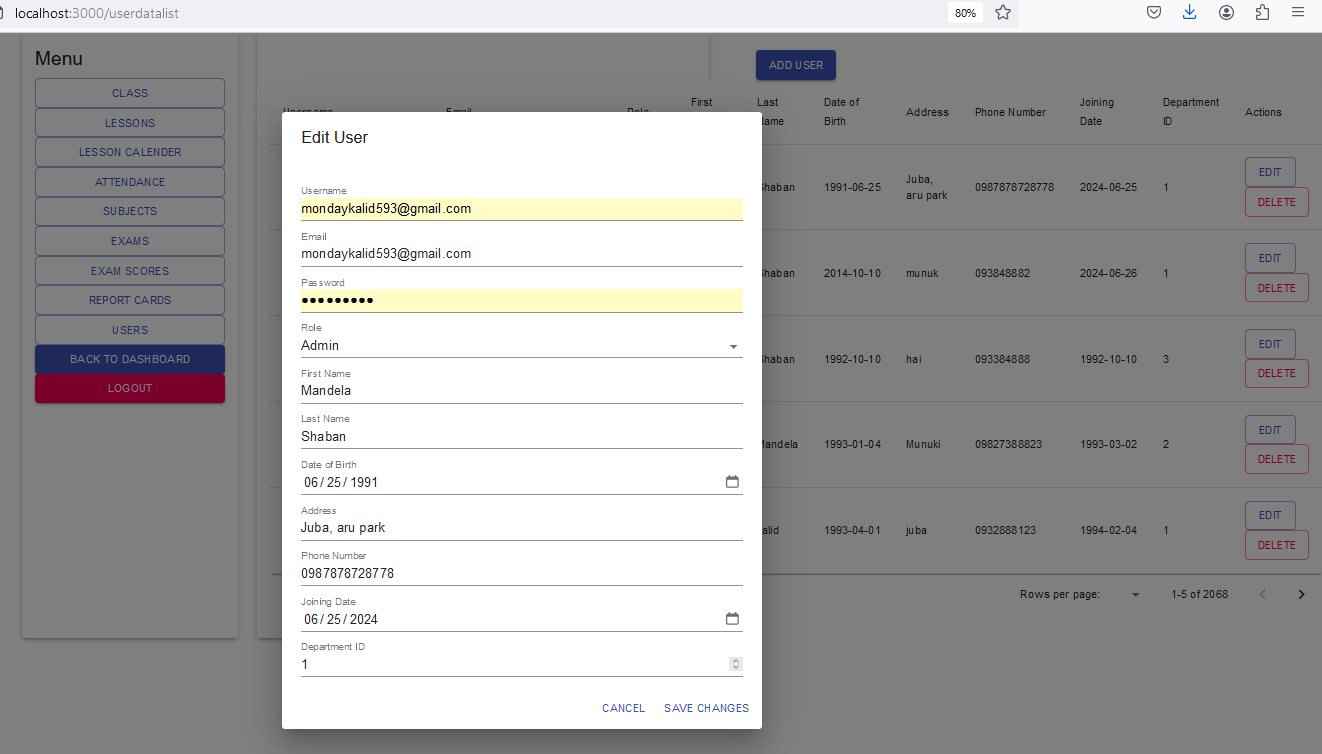 localhost:3000/userdatalist
80%
Menu
CLASS
LESSONS
LESSON CALENDER
ATTENDANCE
SUBJECTS
EXAMS
EXAM SCORES
REPORT CARDS
USERS
BACK TO DASHBOARD
LOGOUT
ADD USER
Username Email Role First Last Name Date of Birth Address Phone Number Joining Date Department ID Actions
Shaban 1991-06-25 Juba, aru park 0987878728778 2024-06-25 1 EDIT DELETE
Shaban 2014-10-10 munuk 093848882 2024-06-26 1 EDIT DELETE
Shaban 1992-10-10 hai 093384888 1992-10-10 3 EDIT DELETE
Mandela 1993-01-04 Munuki 09827388823 1993-03-02 2 EDIT DELETE
alid 1993-04-01 juba 0932888123 1994-02-04 1 EDIT DELETE
Rows per page: 1-5 of 2068
Edit User
Username
mondaykalid593@gmail.com
Email
mondaykalid593@gmail.com
Password
●●●●●●●●●
Role
Admin
First Name
Mandela
Last Name
Shaban
Date of Birth
06/25/1991
Address
Juba, aru park
Phone Number
0987878728778
Joining Date
06/25/2024
Department ID
1
CANCEL SAVE CHANGES